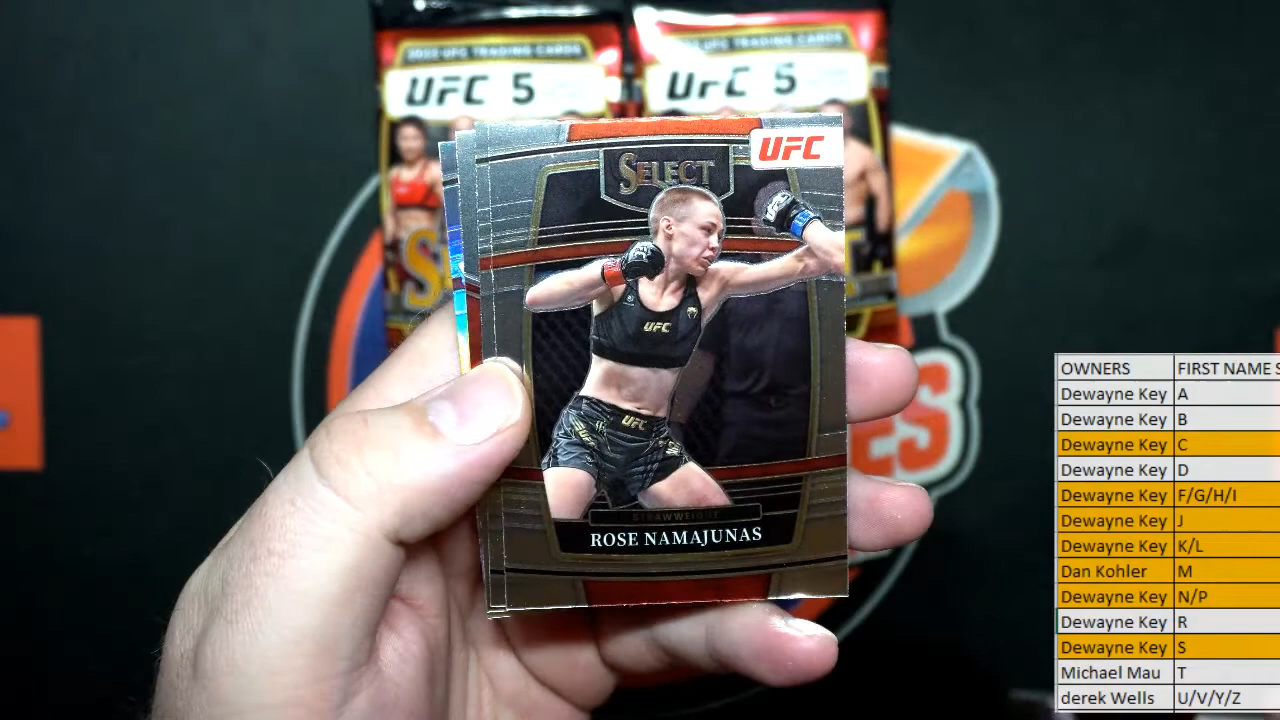 2022 UFC TRADING CARDS
UFC 5
UFC TRADING CARDS
UFC 5
UFC
SELECT
UFC
UFC
STRAWWEIGHT
ROSE NAMAJUNAS
ES
OWNERS FIRST NAME S
Dewayne Key A
Dewayne Key B
Dewayne Key C
Dewayne Key D
Dewayne Key F/G/H/I
Dewayne Key J
Dewayne Key K/L
Dan Kohler M
Dewayne Key N/P
Dewayne Key R
Dewayne Key S
Michael Mau T
derek Wells U/V/Y/Z